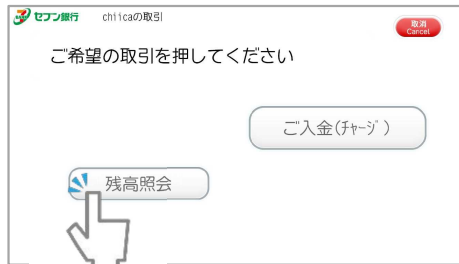 セブン銀行 chiicaの取引
取消
Cancel
ご希望の取引を押してください
ご入金(ﾁｬｰｼﾞ)
残高照会